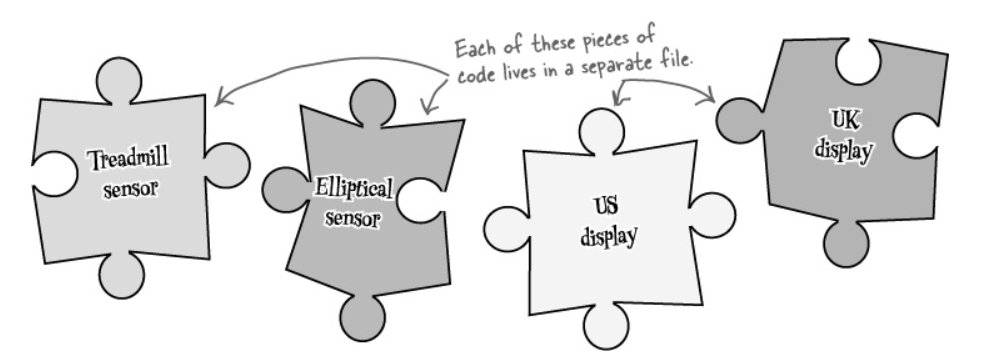 Each of these pieces of
code lives in a separate file.
Treadmill
sensor
Elliptical
sensor
US
display
UK
display